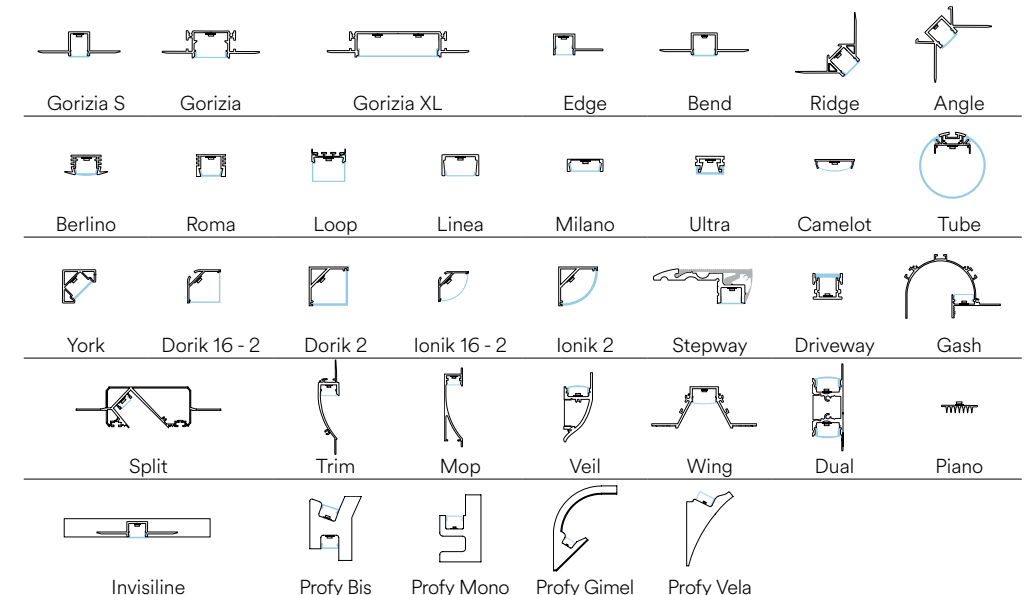 Gorizia S Gorizia Gorizia XL Edge Bend Ridge Angle
Berlino Roma Loop Linea Milano Ultra Camelot Tube
York Dorik 16 - 2 Dorik 2 Ionik 16 - 2 Ionik 2 Stepway Driveway Gash
Split Trim Mop Veil Wing Dual Piano
Invisiline Profy Bis Profy Mono Profy Gimel Profy Vela